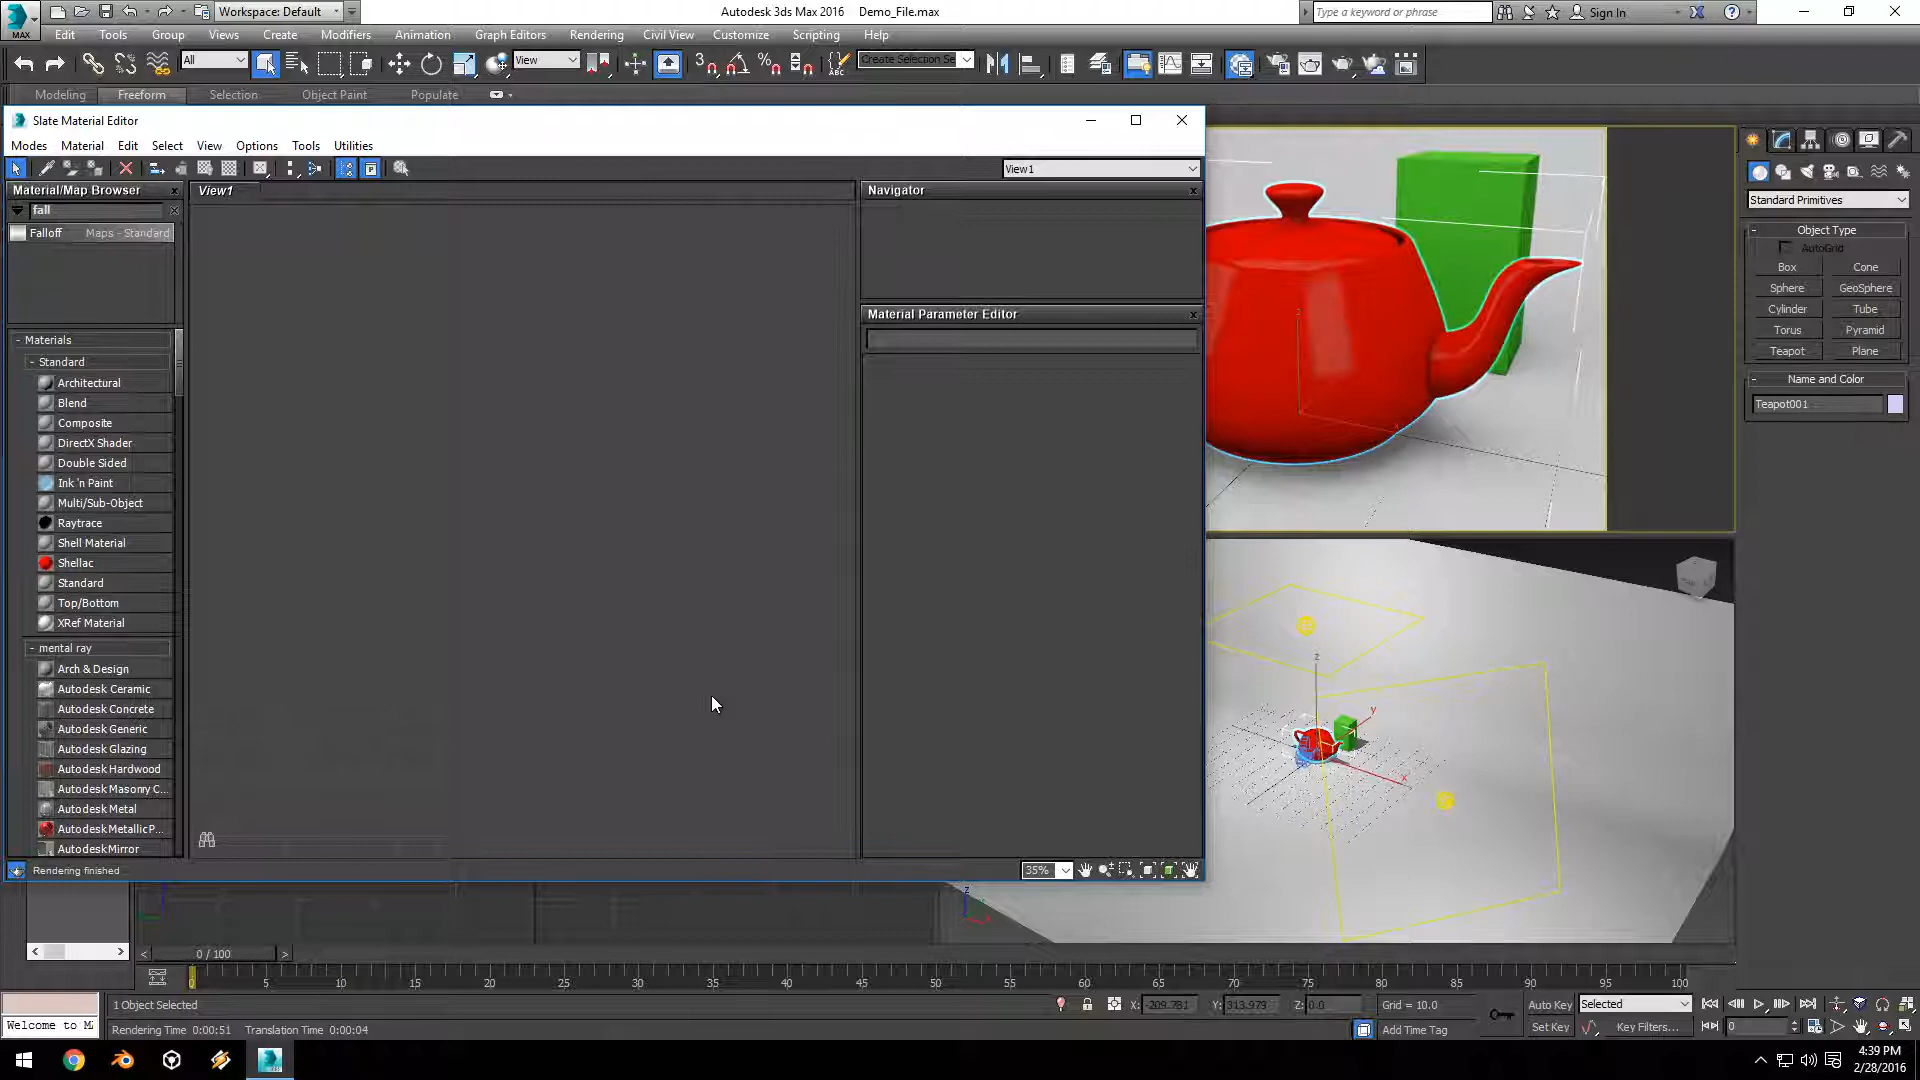 Workspace: Default
Autodesk 3ds Max 2016 Demo_File.max
Type a keyword or phrase
Sign In
MAX
Edit Tools Group Views Create Modifiers Animation Graph Editors Rendering Civil View Customize Scripting Help
All
View
3
ABC
Create Selection Se
Modeling Freeform Selection Object Paint Populate
Slate Material Editor
Modes Material Edit Select View Options Tools Utilities
View1
Material/Map Browser
View1
Navigator
fall
Falloff Maps - Standard
Material Parameter Editor
- Materials
- Standard
Architectural
Blend
Composite
DirectX Shader
Double Sided
Ink 'n Paint
Multi/Sub-Object
Raytrace
Shell Material
Shellac
Standard
Top/Bottom
XRef Material
- mental ray
Arch & Design
Autodesk Ceramic
Autodesk Concrete
Autodesk Generic
Autodesk Glazing
Autodesk Hardwood
Autodesk Masonry C...
Autodesk Metal
Autodesk Metallic P...
Autodesk Mirror
Rendering finished
35%
Standard Primitives
- Object Type
AutoGrid
Box Cone
Sphere GeoSphere
Cylinder Tube
Torus Pyramid
Teapot Plane
- Name and Color
Teapot001
z
x
z
y
x
z
< 0 / 100 >
0 5 10 15 20 25 30 35 40 45 50 55 60 65 70 75 80 85 90 95 100
1 Object Selected
X: -209.731 Y: 313.979 Z: 0.0 Grid = 10.0
Auto Key Selected
Welcome to M
Rendering Time 0:00:51 Translation Time 0:00:04
Add Time Tag
Set Key Key Filters...
0
4:39 PM
2/28/2016